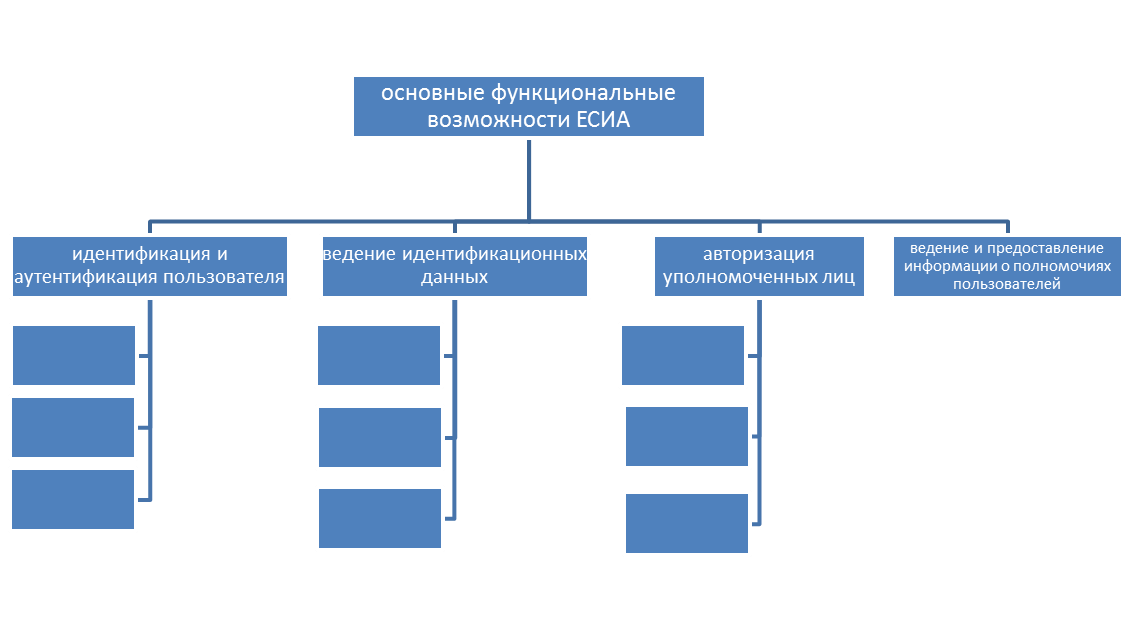 основные функциональные
возможности ЕСИА
идентификация и
аутентификация пользователя
ведение идентификационных
данных
авторизация
уполномоченных лиц
ведение и предоставление
информации о полномочиях
пользователей